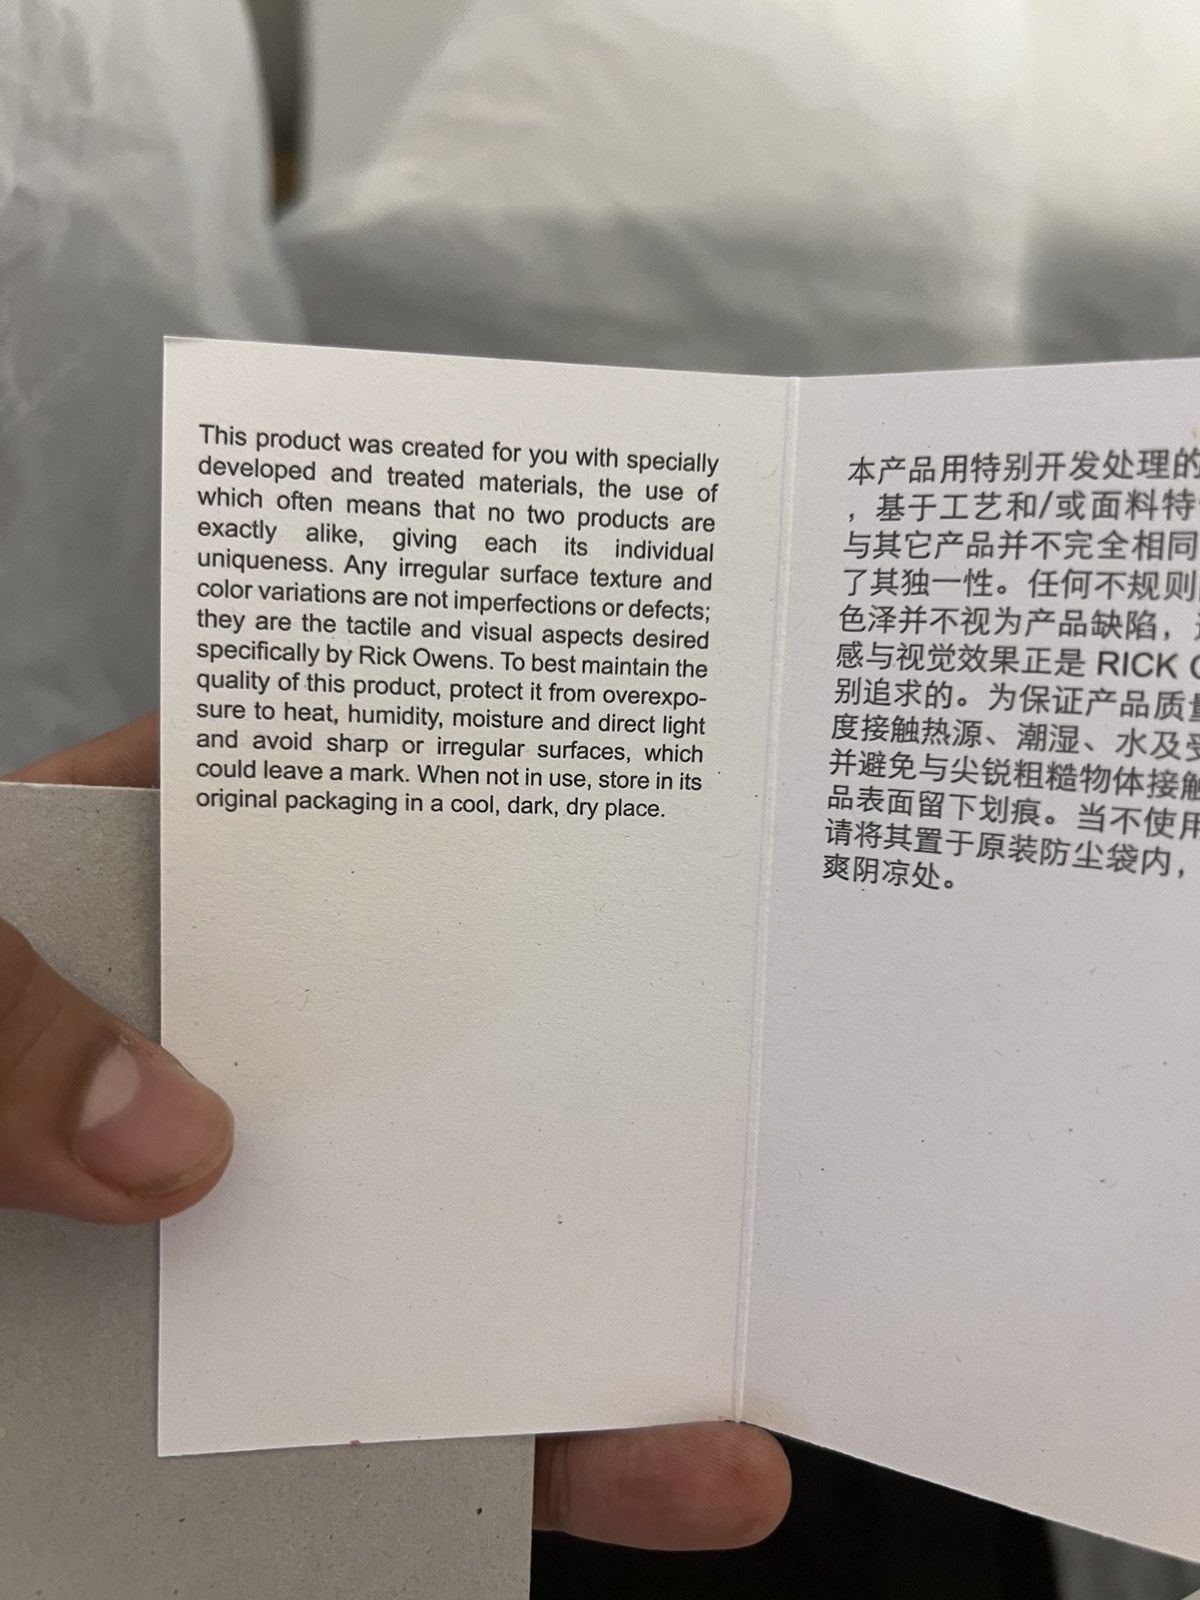 This product was created for you with specially
developed and treated materials, the use of
which often means that no two products are
exactly alike, giving each its individual
uniqueness. Any irregular surface texture and
color variations are not imperfections or defects;
they are the tactile and visual aspects desired
specifically by Rick Owens. To best maintain the
quality of this product, protect it from overexpo-
sure to heat, humidity, moisture and direct light
and avoid sharp or irregular surfaces, which
could leave a mark. When not in use, store in its
original packaging in a cool, dark, dry place.
本产品用特别开发处理的
，基于工艺和/或面料特
与其它产品并不完全相同
了其独一性。任何不规则
色泽并不视为产品缺陷，
感与视觉效果正是 RICK
别追求的。为保证产品质量
度接触热源、潮湿、水及受
并避免与尖锐粗糙物体接触
品表面留下划痕。当不使用
请将其置于原装防尘袋内，
爽阴凉处。